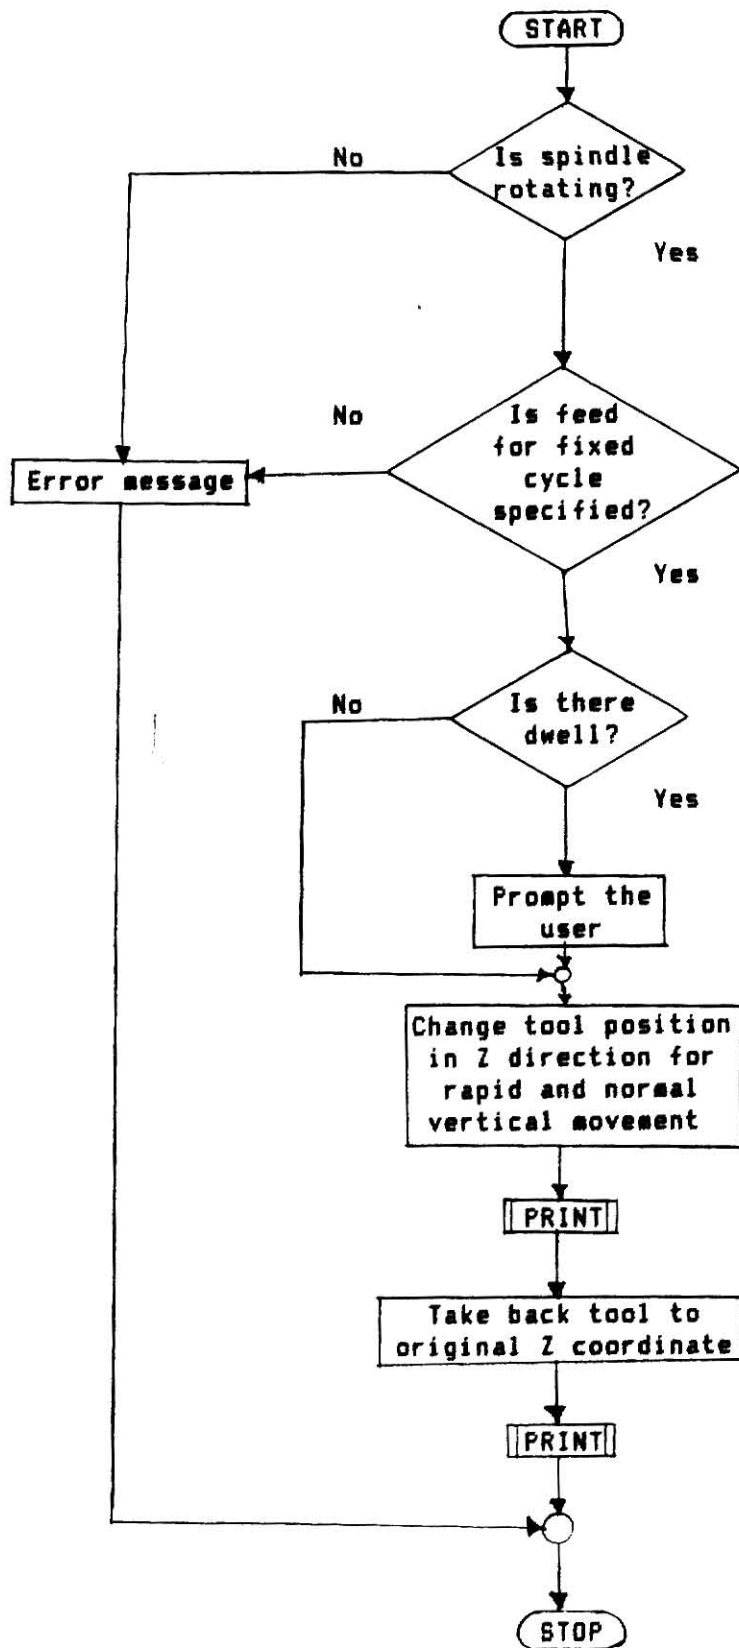 START
No
Is spindle
rotating?
Yes
No
Is feed
for fixed
cycle
specified?
Error message
Yes
No
Is there
dwell?
Yes
Prompt the
user
Change tool position
in Z direction for
rapid and normal
vertical movement
PRINT
Take back tool to
original Z coordinate
PRINT
STOP